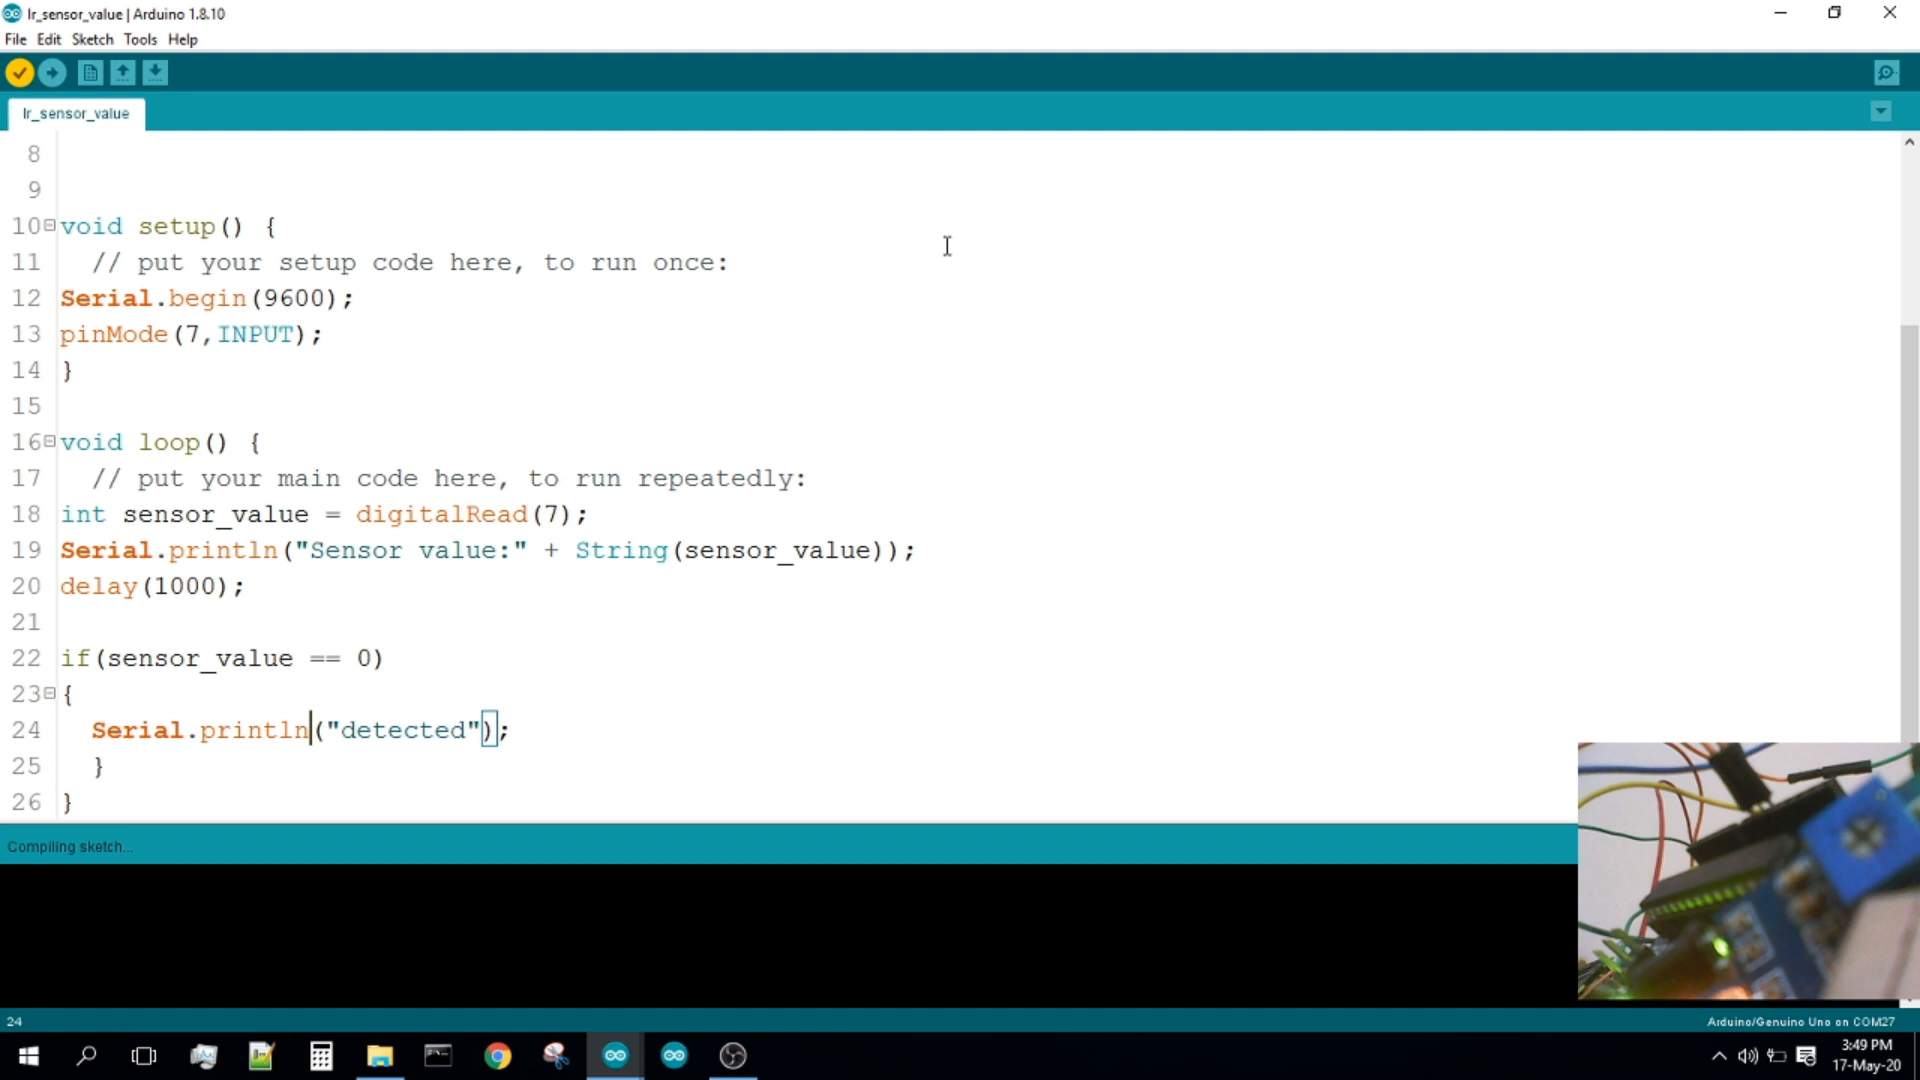 Ir_sensor_value | Arduino 1.8.10
File Edit Sketch Tools Help
Ir_sensor_value
8
9
10 void setup() {
11 // put your setup code here, to run once:
12 Serial.begin(9600);
13 pinMode(7,INPUT);
14 }
15
16 void loop() {
17 // put your main code here, to run repeatedly:
18 int sensor_value = digitalRead(7);
19 Serial.println("Sensor value:" + String(sensor_value));
20 delay(1000);
21
22 if(sensor_value == 0)
23 {
24 Serial.println("detected");
25 }
26 }
Compiling sketch...
24
Arduino/Genuino Uno on COM27
3:49 PM
17-May-20